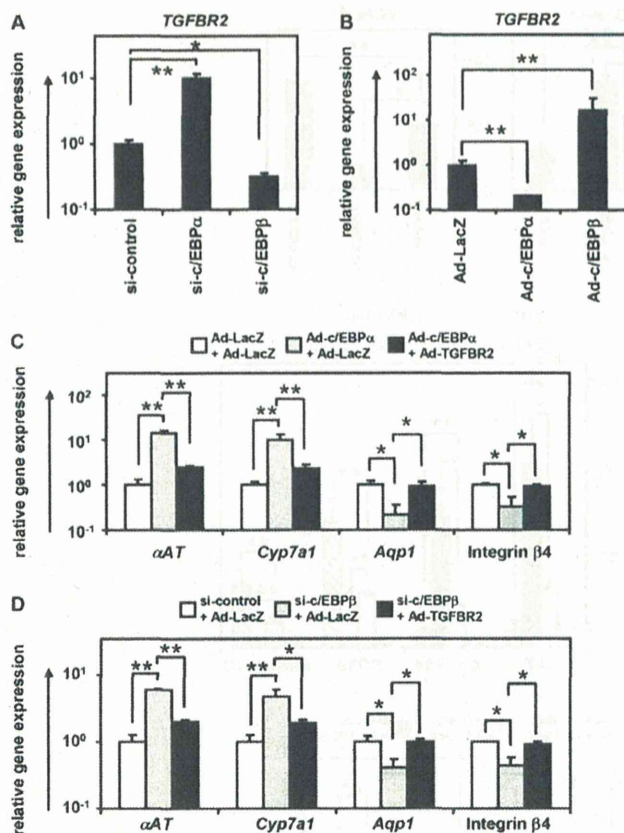 A
TGFBR2
relative gene expression
10¹
10⁰
10⁻¹
*
**
si-control
si-c/EBPα
si-c/EBPβ
B
TGFBR2
relative gene expression
10²
10¹
10⁰
10⁻¹
**
**
Ad-LacZ
Ad-c/EBPα
Ad-c/EBPβ
C
Ad-LacZ + Ad-LacZ
Ad-c/EBPα + Ad-LacZ
Ad-c/EBPα + Ad-TGFBR2
relative gene expression
10²
10¹
10⁰
10⁻¹
** **
** **
* *
* *
αAT Cyp7a1 Aqp1 Integrin β4
D
si-control + Ad-LacZ
si-c/EBPβ + Ad-LacZ
si-c/EBPβ + Ad-TGFBR2
relative gene expression
10¹
10⁰
10⁻¹
** **
** *
* *
* *
αAT Cyp7a1 Aqp1 Integrin β4